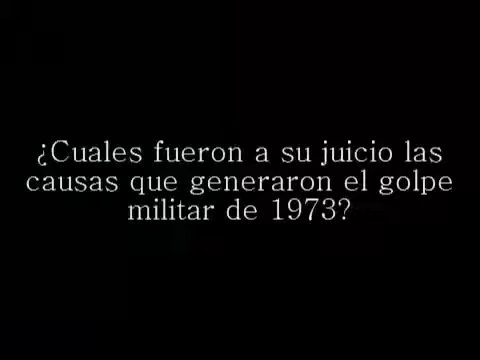 ¿Cuales fueron a su juicio las
causas que generaron el golpe
militar de 1973?